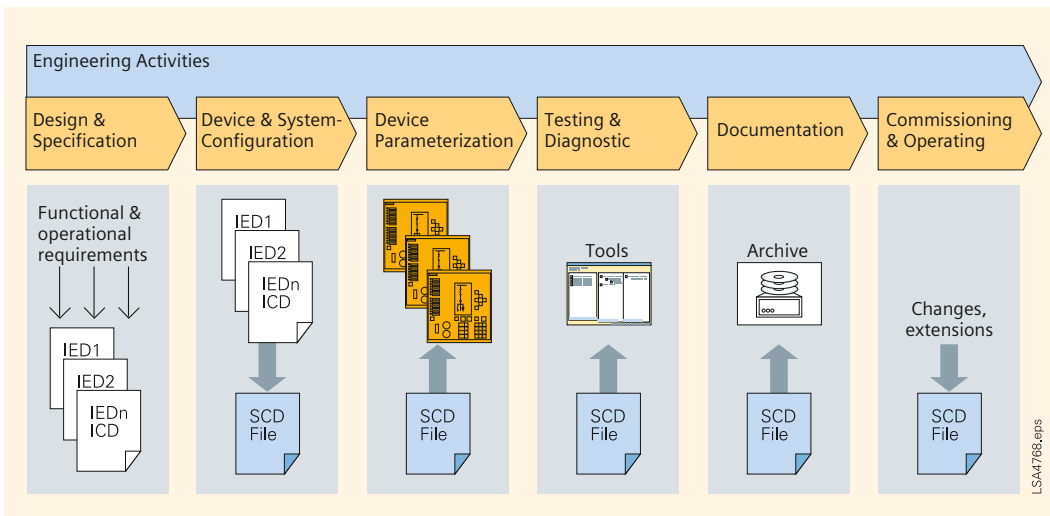 Engineering Activities
Design &
Specification
Device & System-
Configuration
Device
Parameterization
Testing &
Diagnostic
Documentation
Commissioning
& Operating
Functional &
operational
requirements
IED1
IED2
IEDn
ICD
IED1
IED2
IEDn
ICD
SCD
File
SCD
File
Tools
SCD
File
Archive
SCD
File
Changes,
extensions
SCD
File
LSA4768.eps